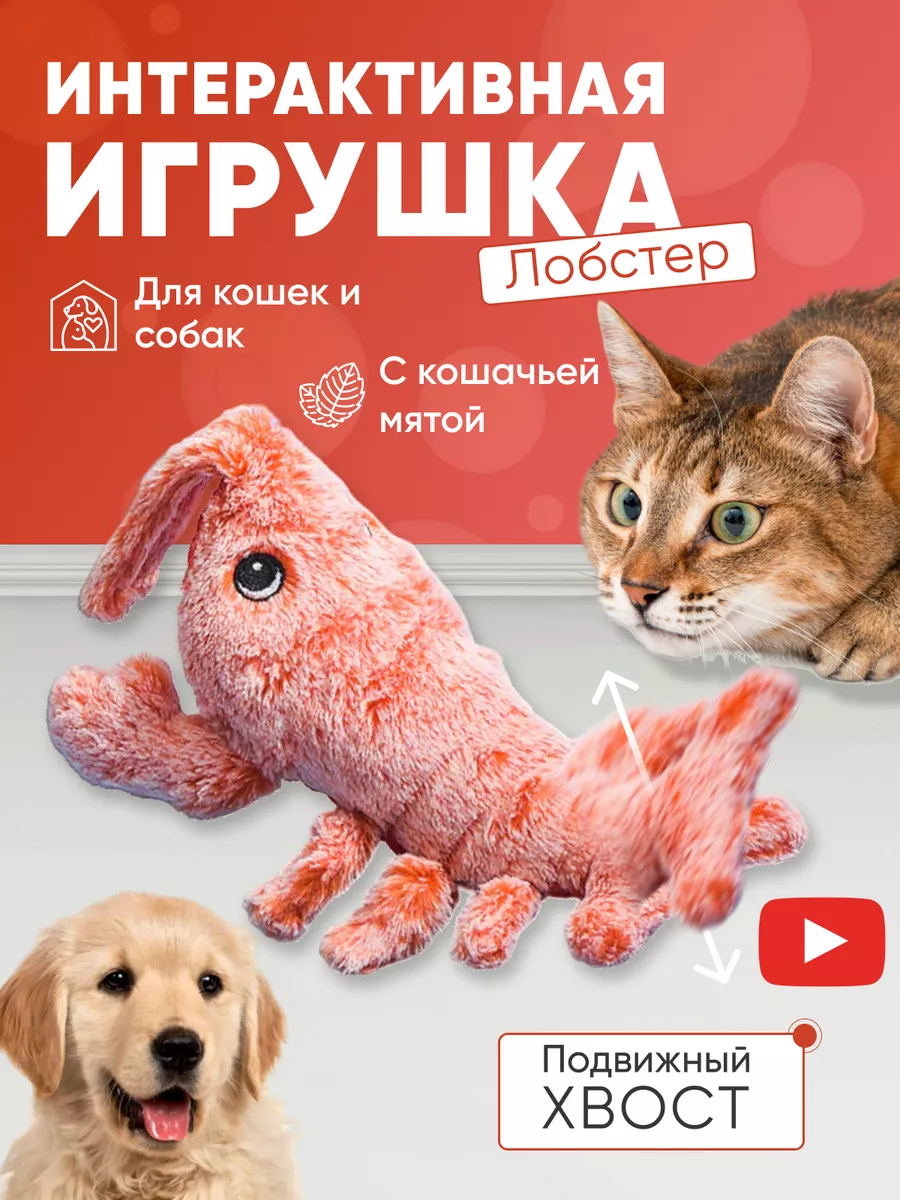 ИНТЕРАКТИВНАЯ
ИГРУШКА
Лобстер
Для кошек и
собак
С кошачьей
мятой
Подвижный
ХВОСТ